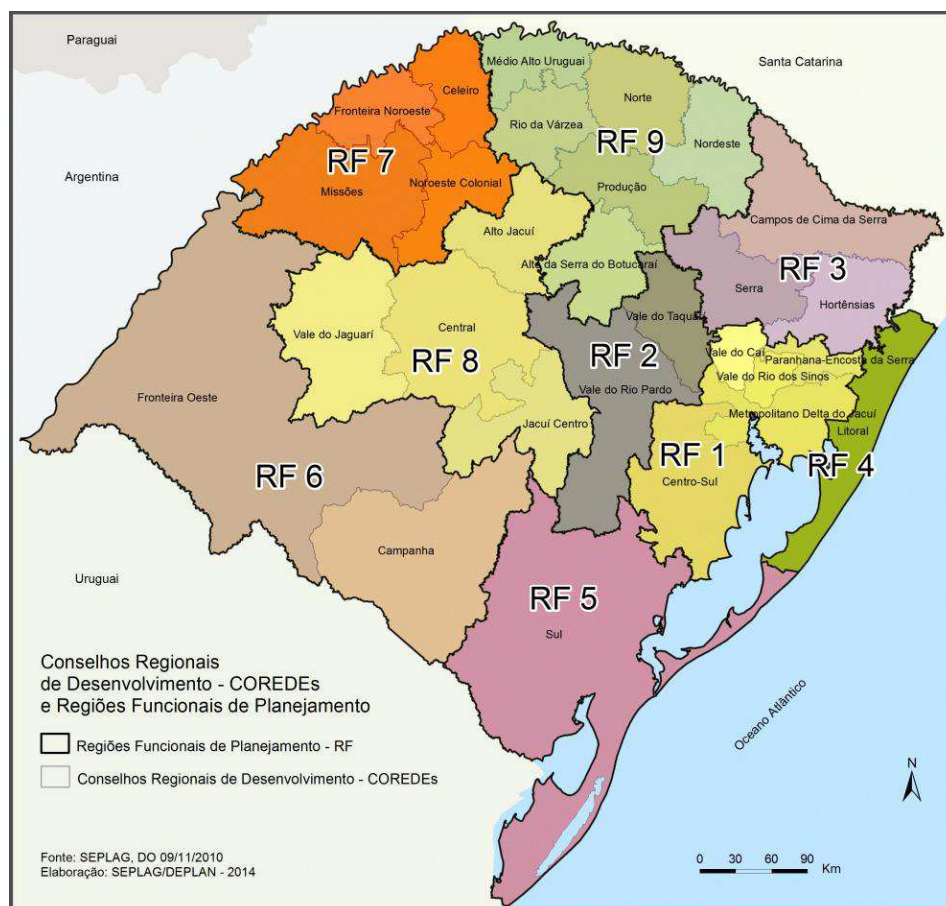 Paraguai
Santa Catarina
Argentina
Uruguai
Médio Alto Uruguai
Celeiro
Norte
Fronteira Noroeste
Rio da Várzea
RF 9
Nordeste
RF 7
Missões
Noroeste Colonial
Produção
Campos de Cima da Serra
Alto Jacuí
Alto da Serra do Botucaraí
RF 3
Serra
Hortênsias
Vale do Taquari
Vale do Jaguarí
Central
RF 8
RF 2
Vale do Caí
Paranhana-Encosta da Serra
Vale do Rio dos Sinos
Fronteira Oeste
Vale do Rio Pardo
Jacuí Centro
Metropolitano Delta do Jacuí
Litoral
RF 1
RF 4
RF 6
Centro-Sul
Campanha
RF 5
Sul
Oceano Atlântico
Conselhos Regionais
de Desenvolvimento - COREDEs
e Regiões Funcionais de Planejamento
Regiões Funcionais de Planejamento - RF
Conselhos Regionais de Desenvolvimento - COREDEs
Fonte: SEPLAG, DO 09/11/2010
Elaboração: SEPLAG/DEPLAN - 2014
N
0 30 60 90
Km